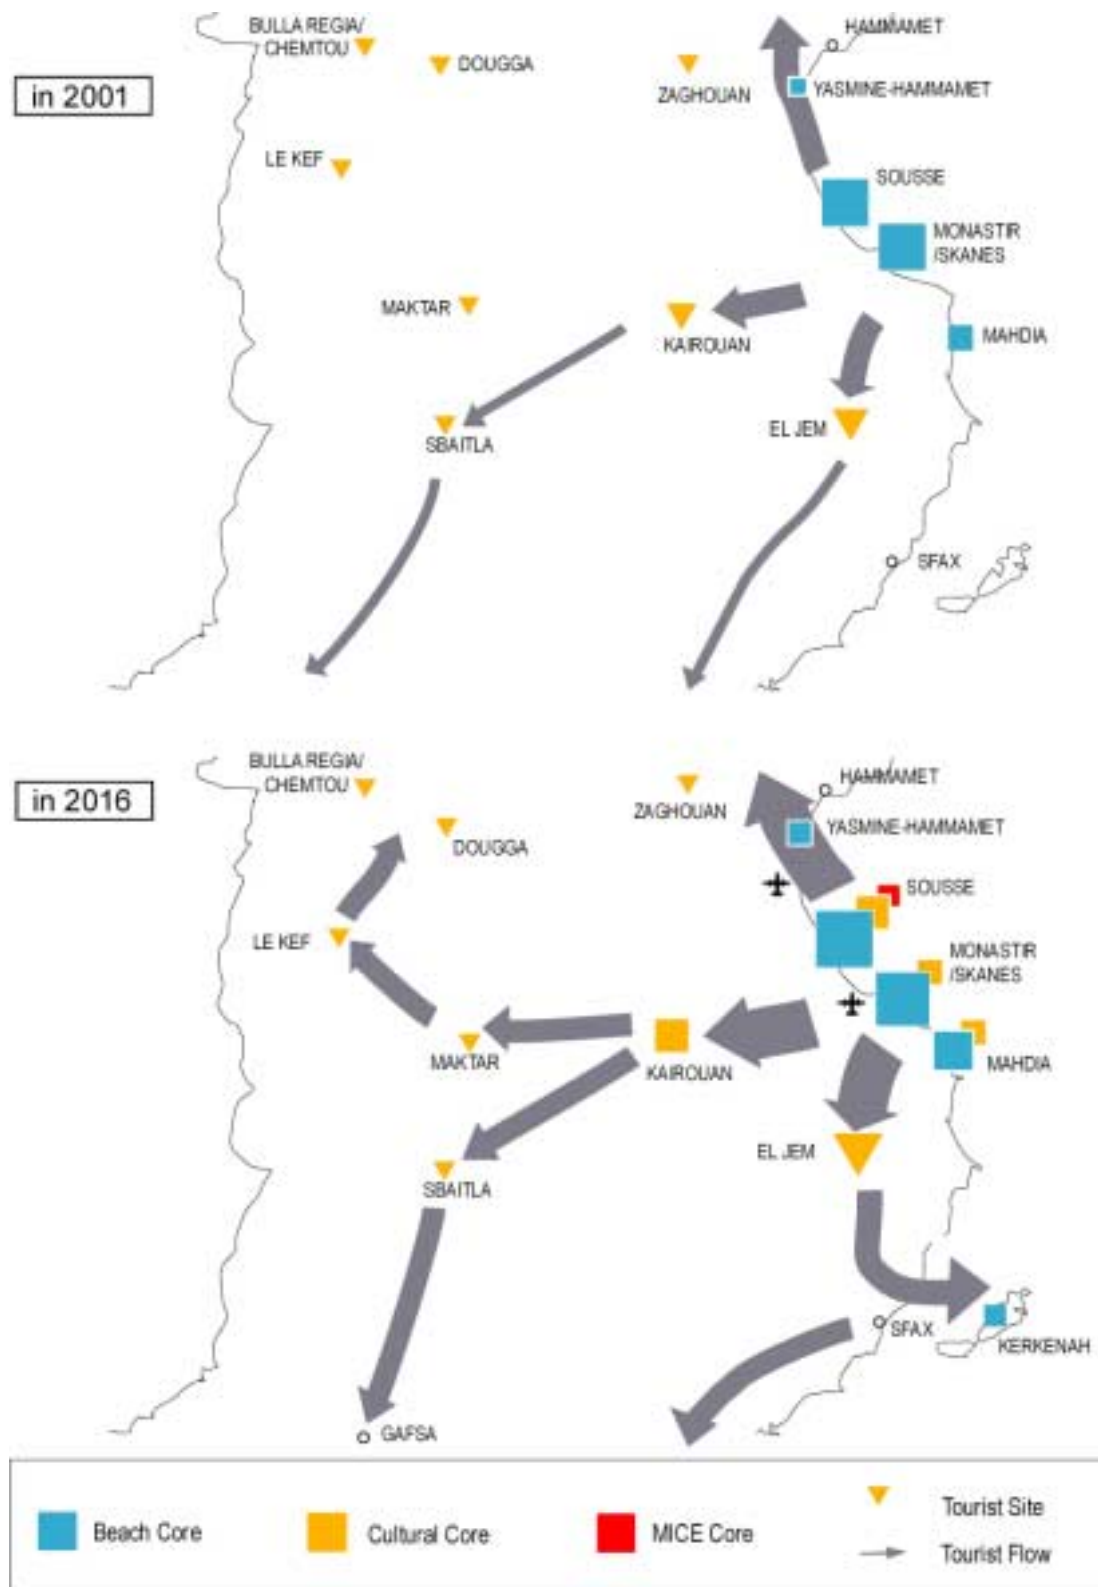 BULLA REGIA/
CHEMTOU
DOUGGA
HAMMAMET
in 2001
ZAGHOUAN
YASMINE-HAMMAMET
LE KEF
SOUSSE
MONASTIR
/SKANES
MAKTAR
KAIROUAN
MAHDIA
SBAITLA
EL JEM
SFAX
BULLA REGIA/
CHEMTOU
HAMMAMET
in 2016
ZAGHOUAN
YASMINE-HAMMAMET
DOUGGA
SOUSSE
LE KEF
MONASTIR
/SKANES
MAKTAR
KAIROUAN
MAHDIA
EL JEM
SBAITLA
SFAX
KERKENAH
GAFSA
Beach Core
Cultural Core
MICE Core
Tourist Site
Tourist Flow